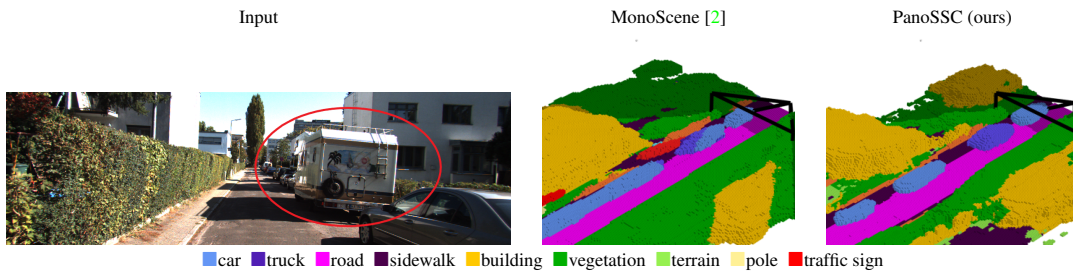 Input MonoScene [2] PanoSSC (ours)
car truck road sidewalk building vegetation terrain pole traffic sign